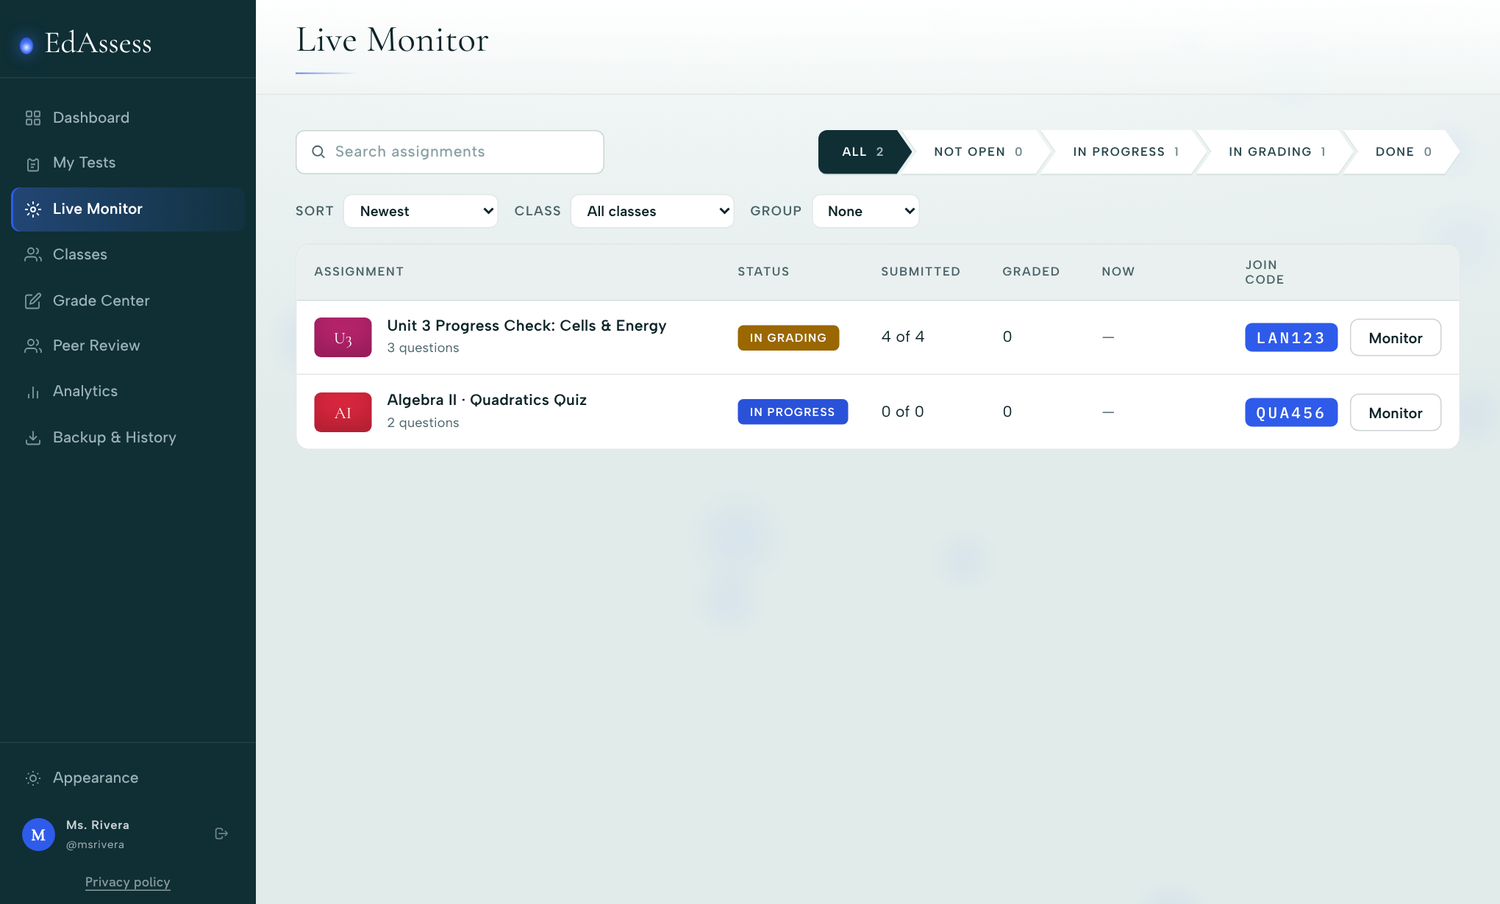 EdAssess
Live Monitor
Dashboard
My Tests
Live Monitor
Classes
Grade Center
Peer Review
Analytics
Backup & History
Search assignments
ALL 2
NOT OPEN 0
IN PROGRESS 1
IN GRADING 1
DONE 0
SORT Newest CLASS All classes GROUP None
ASSIGNMENT STATUS SUBMITTED GRADED NOW JOIN
CODE
U3 Unit 3 Progress Check: Cells & Energy
3 questions
IN GRADING 4 of 4 0 — LAN123 Monitor
AI Algebra II · Quadratics Quiz
2 questions
IN PROGRESS 0 of 0 0 — QUA456 Monitor
Appearance
M Ms. Rivera
@msrivera
Privacy policy